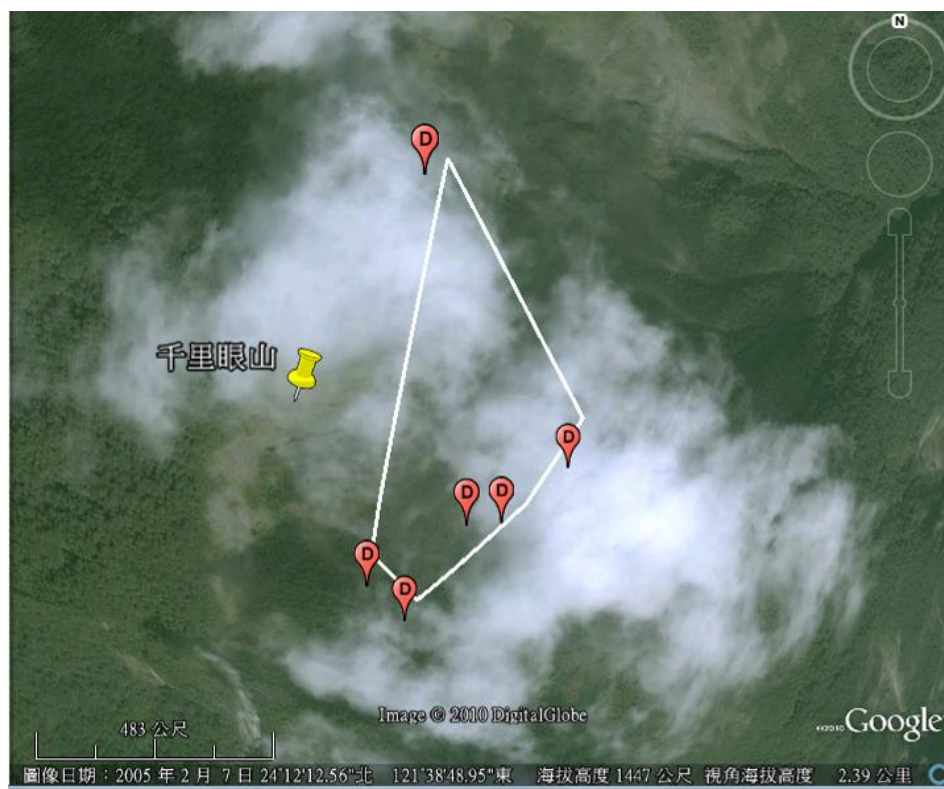 N
D
千里眼山
D
D
D
D
D
483 公尺
Image © 2010 DigitalGlobe
Google
圖像日期：2005 年 2 月 7 日 24°12'12.56"北 121°38'48.95"東 海拔高度 1447 公尺 視角海拔高度 2.39 公里